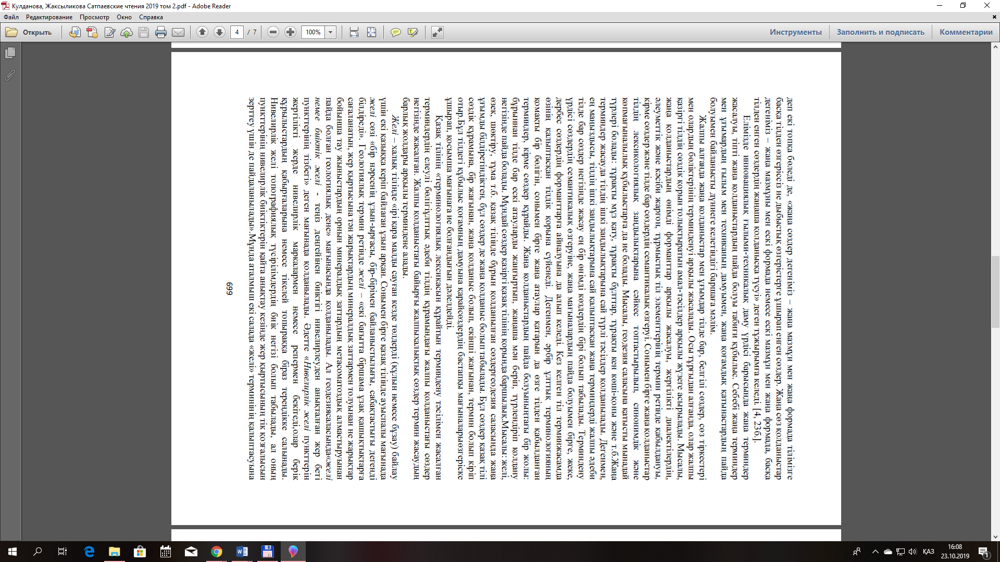 Кулданова, Жаксыликова Сатпаевские чтения 2019 том 2.pdf - Adobe Reader
Файл Редактирование Просмотр Окно Справка
Открыть 4 / 7 100% Инструменты Заполнить и подписать Комментарии
деп екі топқа бөледі де, «жаңа сөздер дегеніміз – жаңа мазмұн мен жаңа формада тілімізге
басқа тілден өзгеріссіз не дыбыстық өзгерістерге ұшырап енген сөздер. Жаңа сөз қолданыстар
дегеніміз – жаңа мазмұны мен ескі формада немесе ескі мазмұн мен жаңа формада, басқа
тілден енген сөздердің жаңаша қолданысқа түсуі» деген тұжырымға келеді [4, 23б.].
Елімізде инновациялық ғылыми-техникалық даму үрдісі барысында жаңа терминдер
жасалуы, тіпті жаңа қолданыстардың пайда болуы табиғи құбылыс. Себебі жаңа терминдер
мен ұғымардың ғылым мен техниканың дамуымен, жаңа қоғамдық қатынастардың пайда
болуымен байланысты дүниеге келетіндігі баршаға мәлім.
Жалпы алғанда жаңа қолданыстар мен ұғымдар тілде бар, белгілі сөздер, сөз тіркестері
мен олардың бөліктерінің терминденуі арқылы жасалады. Осы тұрғыдан алғанда, олар жалпы
қазіргі тілдің сөздік қорын толықтыратын амал-тәсілдер арқылы жүзеге асырылады. Мысалы,
жаңа қолданыстардың өнімді форманттар арқылы жасалуы, жергілікті диалектілердің,
әлеуметтік және кәсіби жаргон, тұрмыстық тіл элементтерінің термин ретінде қабылдануы,
кірме сөздер және тілде бар сөздердің семантикалық өзгеруі. Сонымен бірге жаңа қолданыстар
тілдің лексикологиялық заңдылықтарына сәйкес топтастырылып, синонимдік және
көпмағыналылық құбылыстарға да ие болады. Мысалы, геодезия саласына қатысты мынадай
түрлері болады: тұрақты мұз қату, тұрақты бұлттар, тұрақты кен көші-қоны және т.б.Жаңа
терминдер жасауда тілдің ішкі заңдылықтарына сай түрлі тәсілдер қолданылады. Дегенмен,
ең маңыздысы, тілдің ішкі заңдылықтарына сай қалыптасқан жаңа терминдерді жалпы әдеби
тілде бар сөздер негізінде жасау ең бір өнімді көздердің бірі болып табылады. Терминдену
үрдісі сөздердің семантикалық өзгеруіне, жаңа мағыналардың пайда болуымен бірге, жеке,
дербес сөздердің форманттарға айналуына да алып келеді. Кез келген тіл терминжасамда
өзінің қалыптасқан тілдік қорына сүйенеді. Дегенмен, әрбір ұлттық терминологияның
қомақты бір бөлігін, сонымен бірге жаңа атаулар қатарын да өзге тілден қабылданған
терминдер, кірме сөздер құрайды. Жаңа қолданыстардың пайда болуынынтағы бір жолы:
бұрыннан тілде бар ескі атауларды жаңғыртып, жаңаша мән беріп, түрлендіріп қолдану
негізінде пайда болады. Мұндай сөздер қазіргі қазақ тілінің қорында баршылық.Мысалы: желі,
өзек, шөктіру, тұма т.б. қазақ тілінде бұрын қолданылған сөздергеодезия саласында жаңа
ұғымды білдіретіндіктен, бұл сөздер де жаңа қолданыс болып табылады. Бұл сөздер қазақ тілі
сөздік құрамына, бір жағынан, жаңа қолданыс болып, екінші жағынан, термин болып кіріп
отыр.Бұл тілдегі құбылыс қоғамның дамуына қарайсөздердің бастапқы мағыналарыөзгеріске
ұшырап, қосымша мағынаға ие болғандығын дәлелдейді.
Қазақ тілінің «терминологиялық лексикасын құрайтын терминдену тәсілімен жасалған
терминдердің елеулі бөлігіұлттық әдеби тілдің құрамындағы жалпы қолданыстағы сөздер
негізінде жасалған. Жалпы қолданыстағы байырғы жалпыхалықтық сөздер термин жасаудың
барлық жолдары арқылы терминдене алады.
Желі – халық тілінде «ірі қара малды сауған кезде төлдерді (құлын немесе бұзау) байлау
үшін екі қазыққа керіп байлаған ұзын арқан. Сонымен бірге қазақ тілінде ауыспалы мағынада
желі сөзі «бір нәрсенің ұзын-ырғасы, бір-бірімен байланыстылығы, сабақтастығы дегенді
білдіреді». Геологиялық термин ретінде желі – «екі бағытта біршама ұзақ қашықтықтарға
сағаланатын, жер қыртысына тән жарықтардың минералдық заттармен толуынан не жарықтар
бойынша тау жыныстардың орнын минералдық заттардың метасоматоздық алмастыруынан
пайда болған геологиялық дене» мағынасында қолданылады. Ал геодезиясаласында«желі
неме биіктік желі - теңіз деңгейінен биіктігі нивелирлеуден анықталған жер беті
пункттерінің тізбегі» деген мағынада қолданылады. Әдетте «Нивелирлік желі пункттерін
жергілікті жерде нивелирлік маркалармен немесе репермен бекітеді,олар берік
құрылыстардың қабырғаларына немесе тікелей топыраққа біраз тереңдікке салынады.
Нивелирлік желі топографиялық түсірілімдердің биік негізі болып табылады, ал оның
пункттерінің нивелирлік биіктіктерін қайта анықтау кезінде жер қыртысының тік қозғалысын
зерттеу үшін де пайдаланылады».Мұнда аталмыш екі салада «желі» терминінің қалыптасуына
699
ҚАЗ 16:08
23.10.2019
1